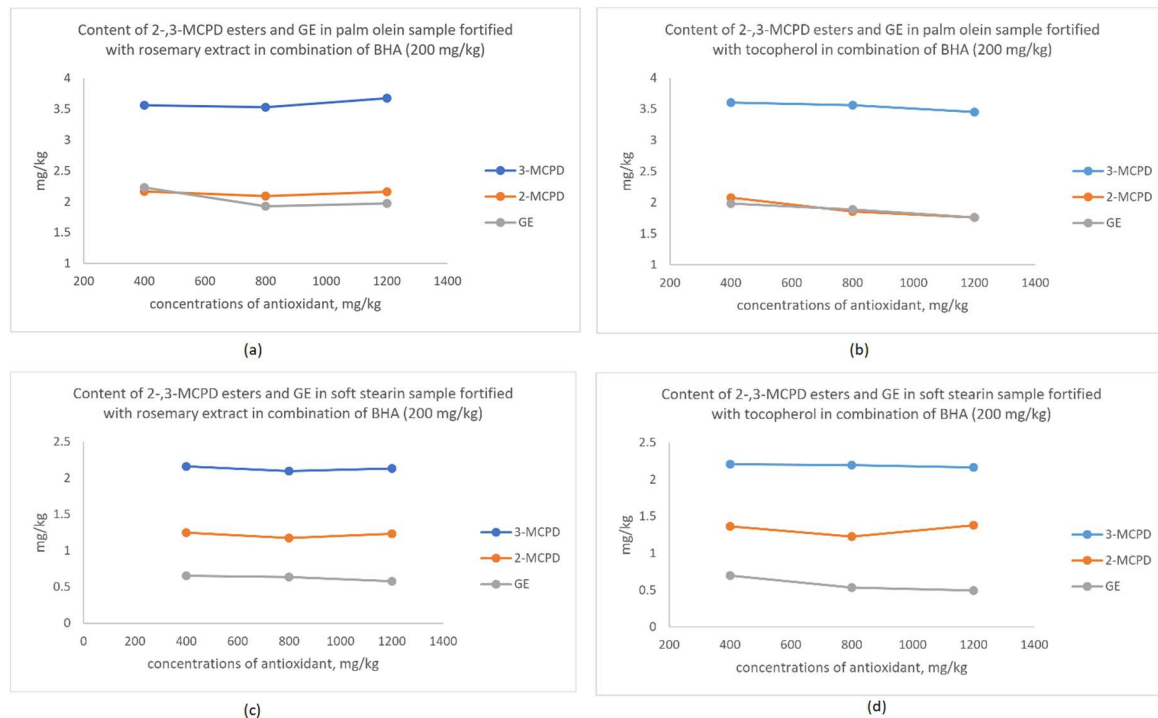 Content of 2-,3-MCPD esters and GE in palm olein sample fortified
with rosemary extract in combination of BHA (200 mg/kg)
4
3.5
3
2.5
2
1.5
1
mg/kg
200 400 600 800 1000 1200 1400
concentrations of antioxidant, mg/kg
3-MCPD
2-MCPD
GE
(a)
Content of 2-,3-MCPD esters and GE in palm olein sample fortified
with tocopherol in combination of BHA (200 mg/kg)
4
3.5
3
2.5
2
1.5
1
mg/kg
200 400 600 800 1000 1200 1400
concentrations of antioxidant, mg/kg
3-MCPD
2-MCPD
GE
(b)
Content of 2-,3-MCPD esters and GE in soft stearin sample fortified
with rosemary extract in combination of BHA (200 mg/kg)
2.5
2
1.5
1
0.5
0
mg/kg
0 200 400 600 800 1000 1200 1400
concentrations of antioxidant, mg/kg
3-MCPD
2-MCPD
GE
(c)
Content of 2-,3-MCPD esters and GE in soft stearin sample fortified
with tocopherol in combination of BHA (200 mg/kg)
2.5
2
1.5
1
0.5
0
mg/kg
200 400 600 800 1000 1200 1400
concentrations of antioxidant, mg/kg
3-MCPD
2-MCPD
GE
(d)